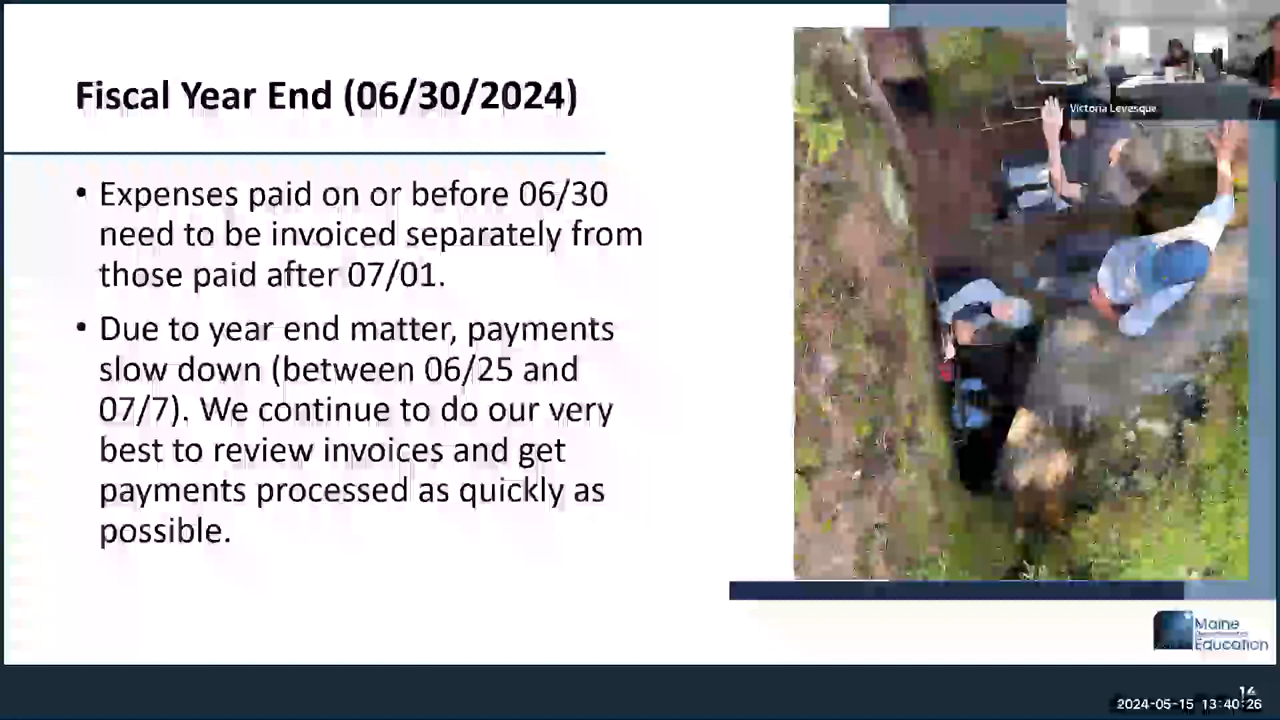 Fiscal Year End (06/30/2024)
• Expenses paid on or before 06/30
need to be invoiced separately from
those paid after 07/01.
• Due to year end matter, payments
slow down (between 06/25 and
07/7). We continue to do our very
best to review invoices and get
payments processed as quickly as
possible.
Victoria Levesque
Maine
Education
14
2024-05-15 13:40:26